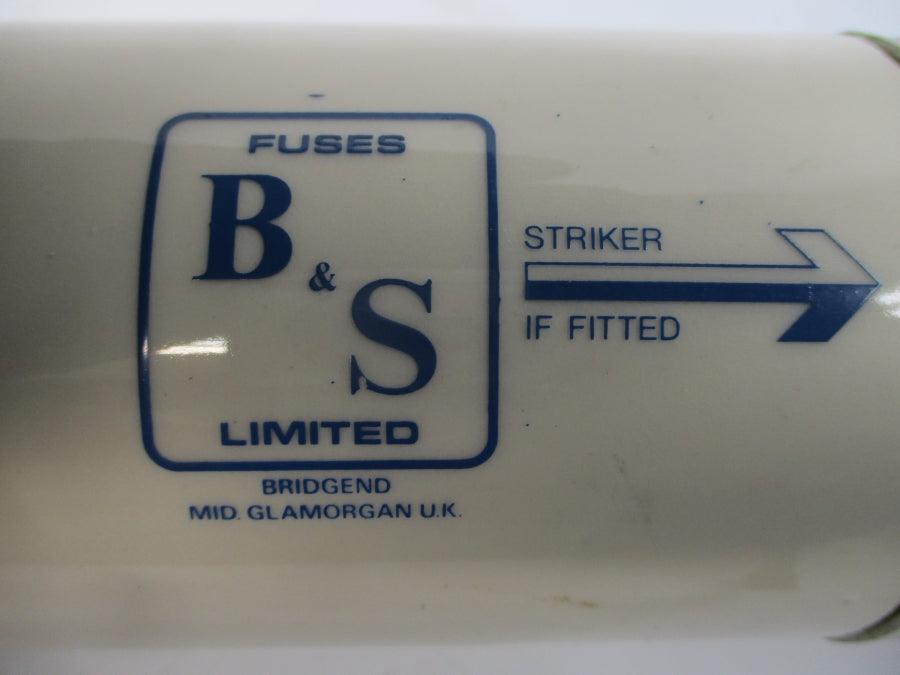 FUSES
B
&
S
LIMITED
BRIDGEND
MID. GLAMORGAN U.K.
STRIKER
IF FITTED